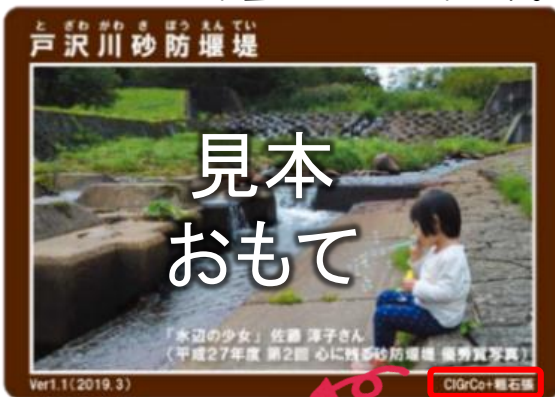 と ざわ がわ さ ぼう えん てい
戸沢川砂防堰堤
見本
おもて
「水辺の少女」佐藤 淳子さん
(平成27年度 第2回 心に残る砂防堰堤 優秀賞写真)
Ver1.1(2019.3)
CIGrCo+粗石張